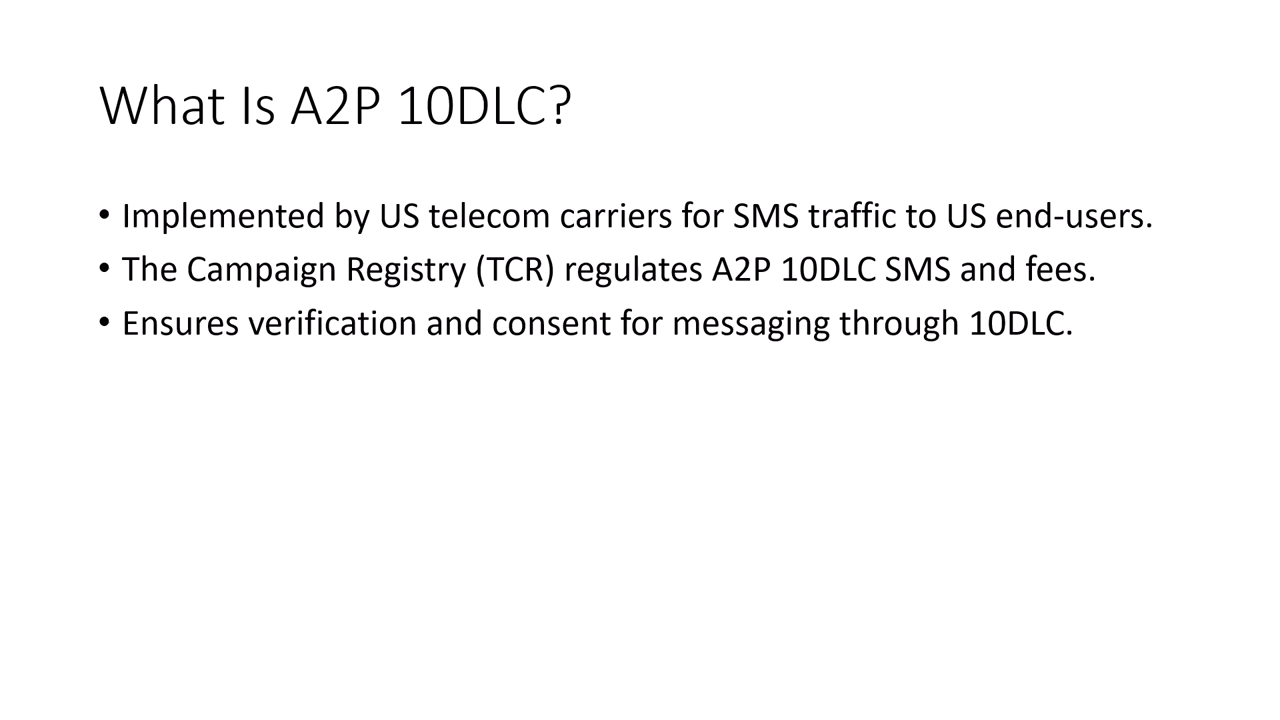 What Is A2P 10DLC?
• Implemented by US telecom carriers for SMS traffic to US end-users.
• The Campaign Registry (TCR) regulates A2P 10DLC SMS and fees.
• Ensures verification and consent for messaging through 10DLC.